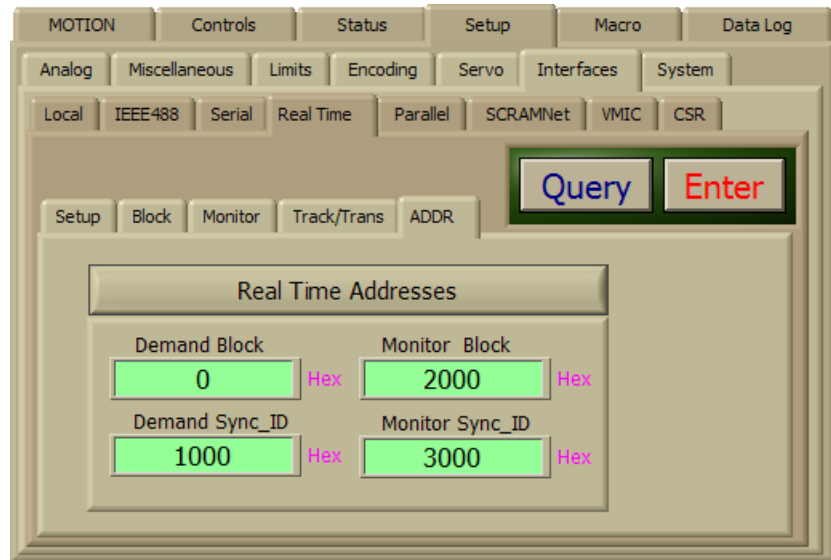 MOTION Controls Status Setup Macro Data Log
Analog Miscellaneous Limits Encoding Servo Interfaces System
Local IEEE488 Serial Real Time Parallel SCRAMNet VMIC CSR
Query Enter
Setup Block Monitor Track/Trans ADDR
Real Time Addresses
Demand Block Monitor Block
0 Hex 2000 Hex
Demand Sync_ID Monitor Sync_ID
1000 Hex 3000 Hex